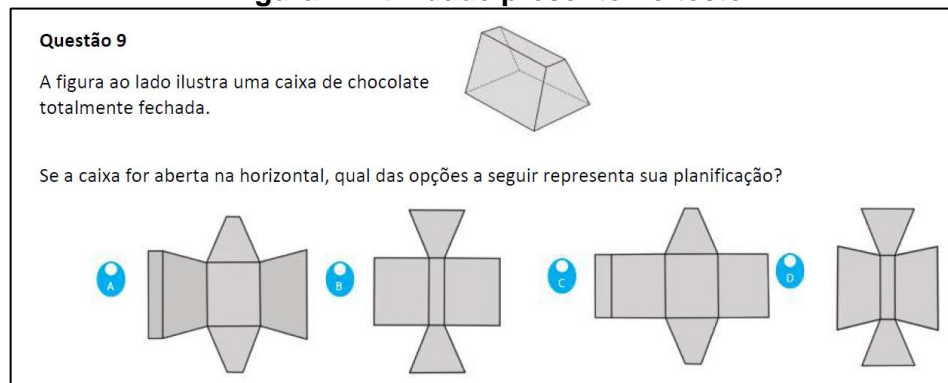 Questão 9
A figura ao lado ilustra uma caixa de chocolate
totalmente fechada.
Se a caixa for aberta na horizontal, qual das opções a seguir representa sua planificação?
A
B
C
D